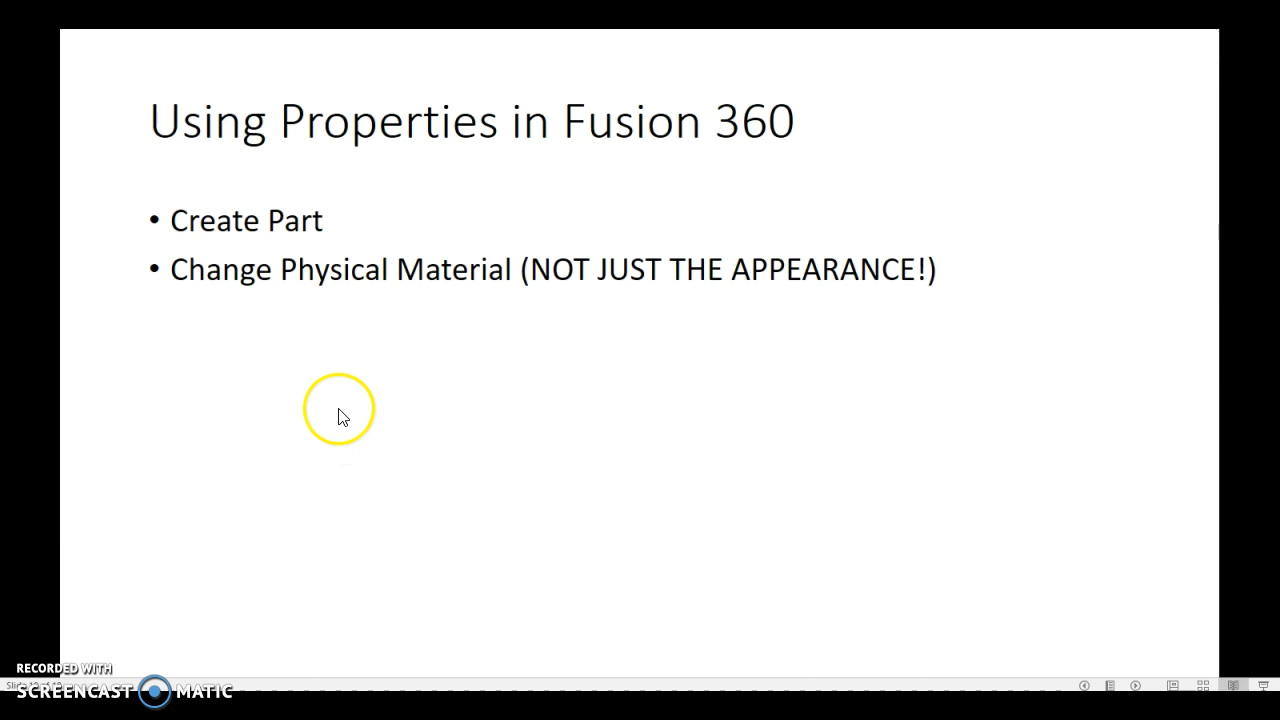 Using Properties in Fusion 360
• Create Part
• Change Physical Material (NOT JUST THE APPEARANCE!)
RECORDED WITH
SCREENCAST MATIC